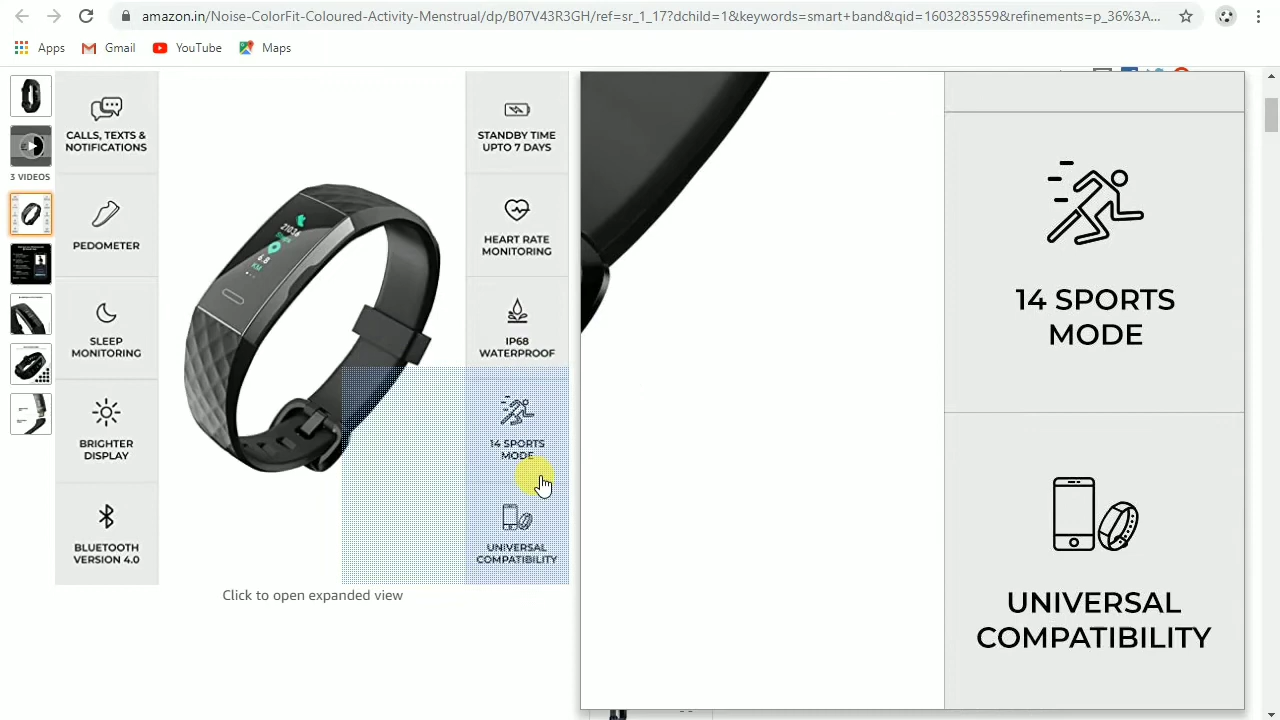 amazon.in/Noise-ColorFit-Coloured-Activity-Menstrual/dp/B07V43R3GH/ref=sr_1_17?dchild=1&keywords=smart+band&qid=1603283559&refinements=p_36%3A...
Apps
Gmail
YouTube
Maps
3 VIDEOS
CALLS, TEXTS &
NOTIFICATIONS
PEDOMETER
SLEEP
MONITORING
BRIGHTER
DISPLAY
BLUETOOTH
VERSION 4.0
6.8
KM
STANDBY TIME
UPTO 7 DAYS
HEART RATE
MONITORING
IP68
WATERPROOF
14 SPORTS
MODE
UNIVERSAL
COMPATIBILITY
Click to open expanded view
14 SPORTS
MODE
UNIVERSAL
COMPATIBILITY